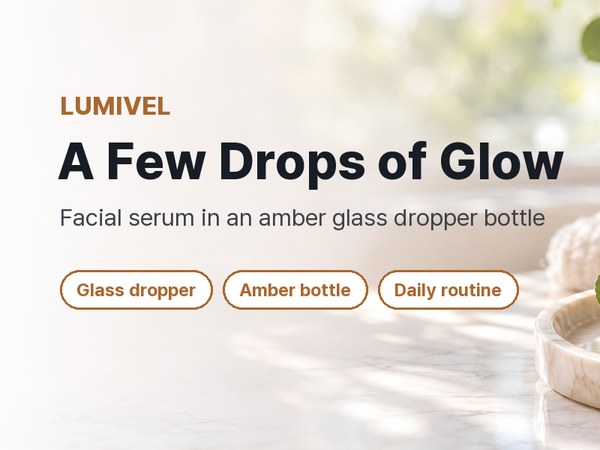 LUMIVEL
A Few Drops of Glow
Facial serum in an amber glass dropper bottle
Glass dropper Amber bottle Daily routine